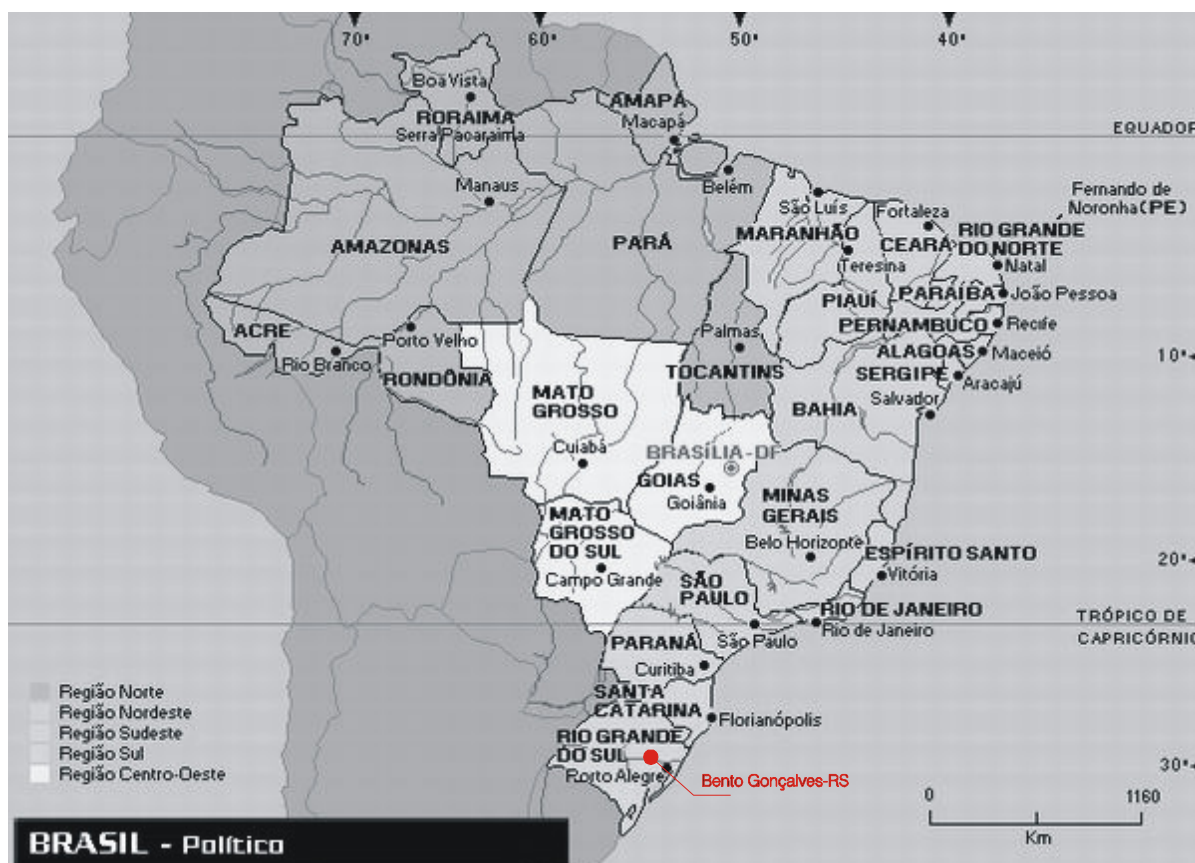 70°
60°
50°
40°
Boa Vista
RORAIMA
Serra Pacaraima
AMAPÁ
Macapá
EQUADOR
Belém
Manaus
São Luís
Fortaleza
Fernando de
Noronha(PE)
AMAZONAS
PARÁ
MARANHÃO
CEARÁ
RIO GRANDE
DO NORTE
Teresina
Natal
PIAUÍ
PARAÍBA
João Pessoa
ACRE
Porto Velho
Palmas
PERNAMBUCO
Recife
Rio Branco
RONDÔNIA
TOCANTINS
ALAGOAS
Maceió
10°
SERGIPE
Aracajú
MATO
GROSSO
BAHIA
Salvador
Cuiabá
BRASÍLIA-DF
GOIAS
Goiânia
MINAS
GERAIS
MATO
GROSSO
DO SUL
Belo Horizonte
ESPÍRITO SANTO
20°
Campo Grande
SÃO
PAULO
Vitória
RIO DE JANEIRO
TRÓPICO DE
CAPRICÓRNIO
PARANÁ
São Paulo
Rio de Janeiro
Curitiba
SANTA
CATARINA
Florianópolis
RIO GRANDE
DO SUL
Porto Alegre
Bento Gonçalves-RS
30°
Região Norte
Região Nordeste
Região Sudeste
Região Sul
Região Centro-Oeste
0
1160
Km
BRASIL - Político